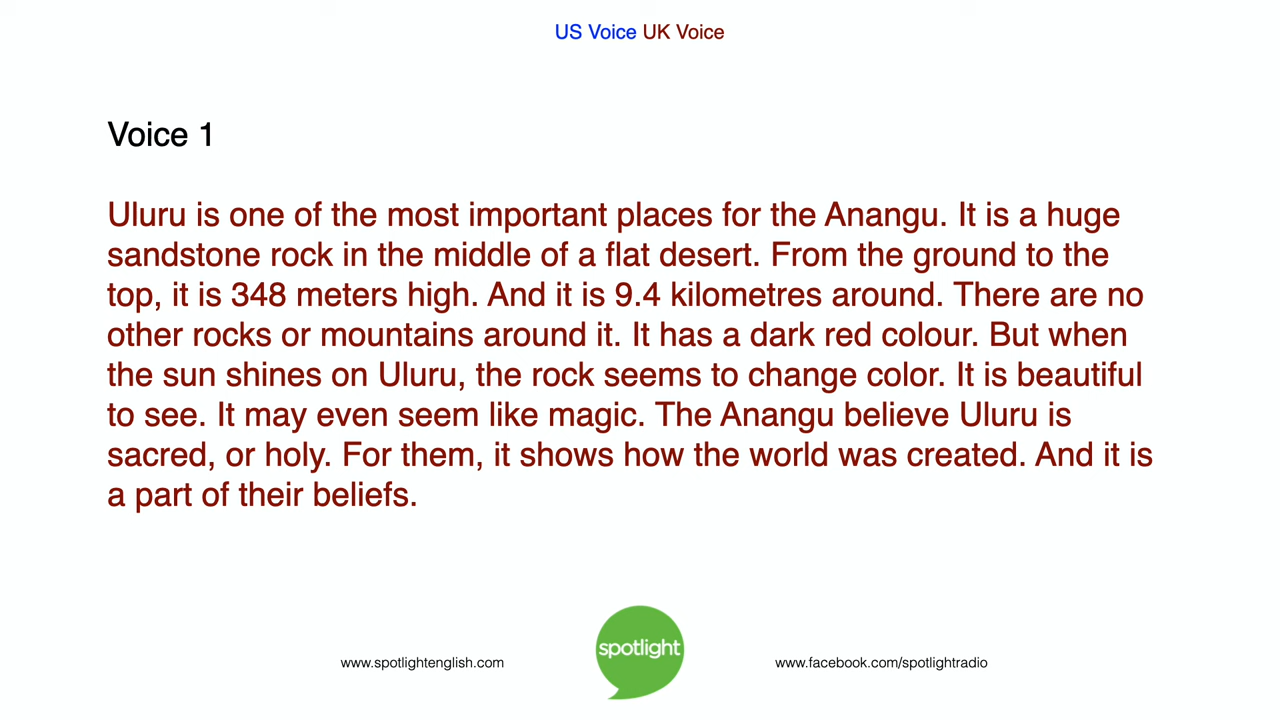 US Voice UK Voice
Voice 1
Uluru is one of the most important places for the Anangu. It is a huge
sandstone rock in the middle of a flat desert. From the ground to the
top, it is 348 meters high. And it is 9.4 kilometres around. There are no
other rocks or mountains around it. It has a dark red colour. But when
the sun shines on Uluru, the rock seems to change color. It is beautiful
to see. It may even seem like magic. The Anangu believe Uluru is
sacred, or holy. For them, it shows how the world was created. And it is
a part of their beliefs.
www.spotlightenglish.com
spotlight
www.facebook.com/spotlightradio